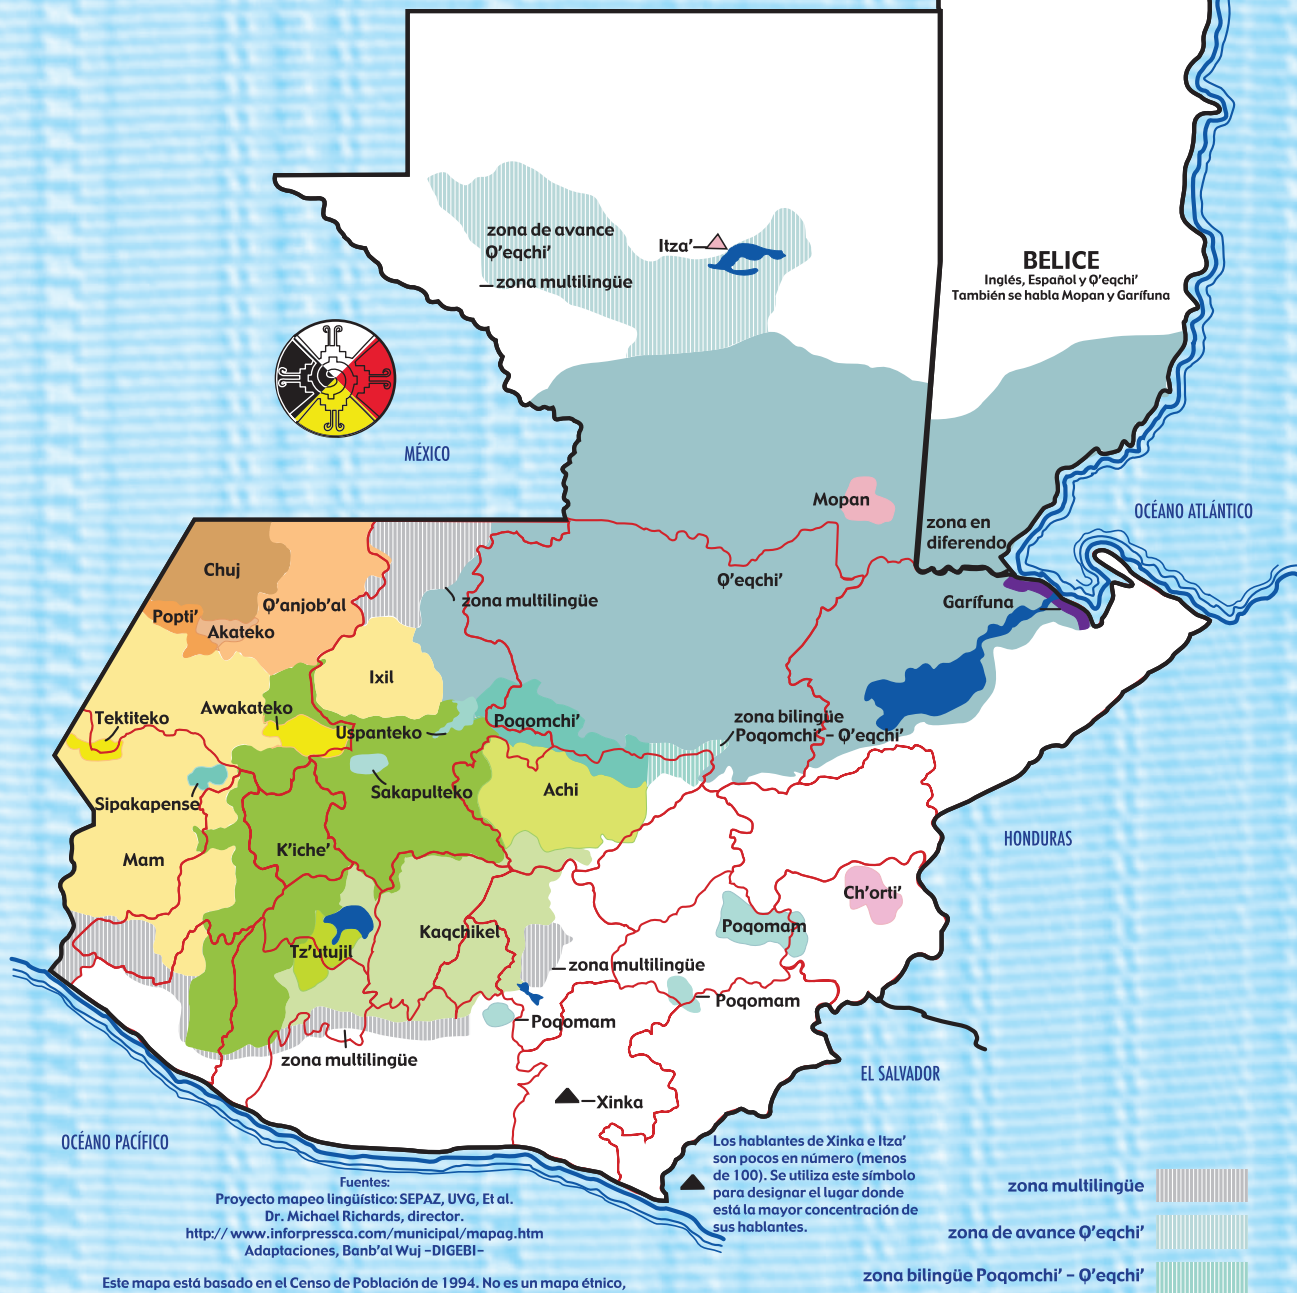 zona de avance
Q'eqchi'
zona multilingüe
Itza'
BELICE
Inglés, Español y Q'eqchi'
También se habla Mopan y Garífuna
MÉXICO
Mopan
zona en
diferendo
OCÉANO ATLÁNTICO
Chuj
Q'eqchi'
zona multilingüe
Q'anjob'al
Garífuna
Popti'
Akateko
Ixil
Awakateko
Tektiteko
Uspanteko
Poqomchi'
zona bilingüe
Poqomchi' – Q'eqchi'
Sipakapense
Sakapulteko
Achi
HONDURAS
K'iche'
Mam
Ch'orti'
Poqomam
Kaqchikel
Tz'utujil
zona multilingüe
Poqomam
Poqomam
zona multilingüe
EL SALVADOR
Xinka
OCÉANO PACÍFICO
Los hablantes de Xinka e Itza'
son pocos en número (menos
de 100). Se utiliza este símbolo
para designar el lugar donde
está la mayor concentración de
sus hablantes.
Fuentes:
Proyecto mapeo lingüístico: SEPAZ, UVG, Et al.
Dr. Michael Richards, director.
http:// www.inforpressca.com/municipal/mapag.htm
Adaptaciones, Banb'al Wuj –DIGEBI–
zona multilingüe
zona de avance Q'eqchi'
zona bilingüe Poqomchi' – Q'eqchi'
Este mapa está basado en el Censo de Población de 1994. No es un mapa étnico,